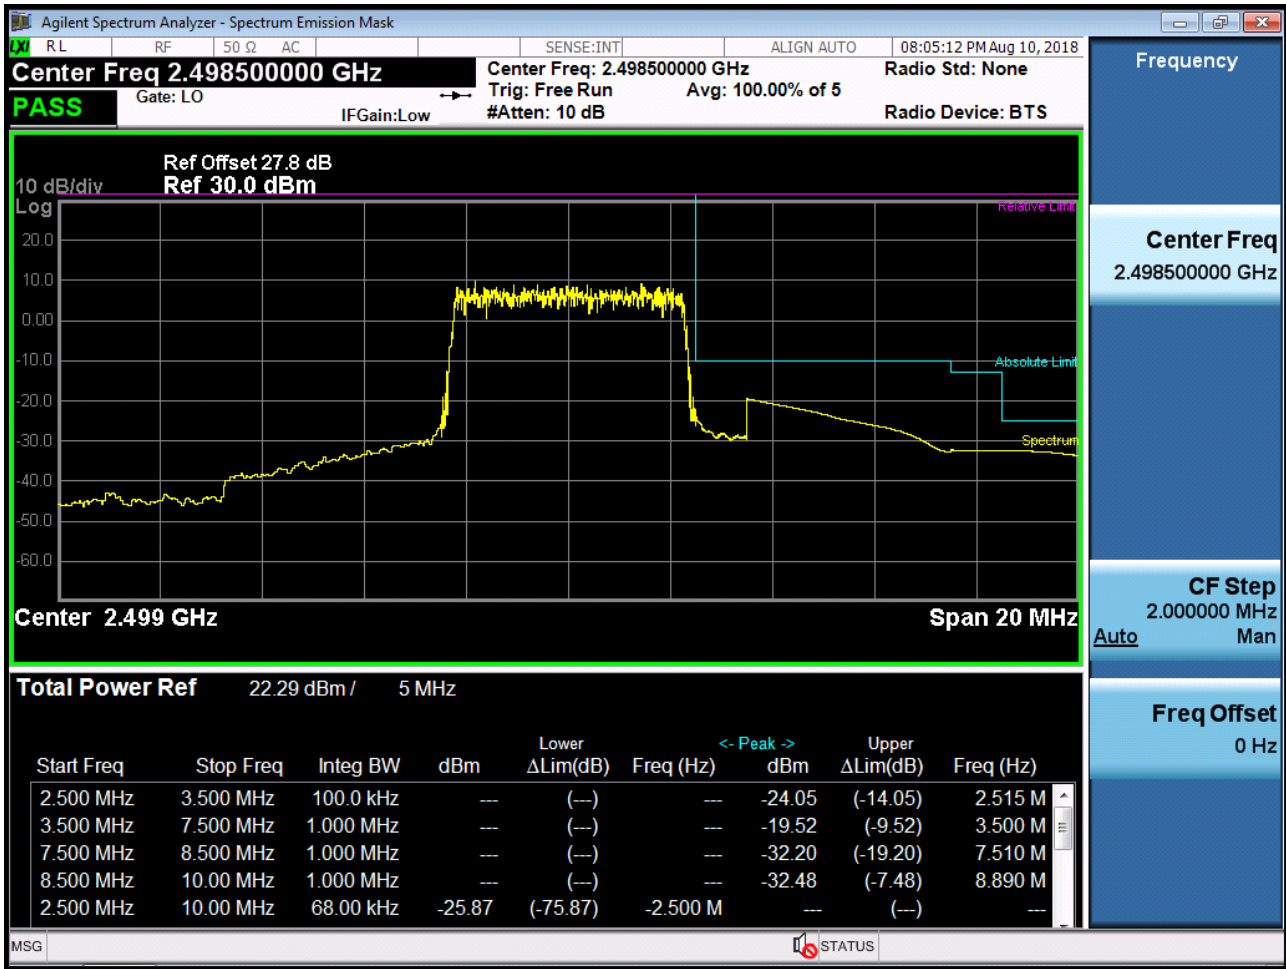 Agilent Spectrum Analyzer - Spectrum Emission Mask
LXI RL RF 50 Ω AC SENSE:INT ALIGN AUTO 08:05:12 PM Aug 10, 2018
Center Freq 2.498500000 GHz
Center Freq: 2.498500000 GHz
Radio Std: None
PASS
Gate: LO
Trig: Free Run
Avg: 100.00% of 5
IFGain:Low
#Atten: 10 dB
Radio Device: BTS
Ref Offset 27.8 dB
10 dB/div
Ref 30.0 dBm
Log
Relative Limit
20.0
10.0
0.00
-10.0
Absolute Limit
-20.0
-30.0
Spectrum
-40.0
-50.0
-60.0
Center 2.499 GHz
Span 20 MHz
Total Power Ref 22.29 dBm / 5 MHz
Lower <- Peak -> Upper
Start Freq Stop Freq Integ BW dBm ΔLim(dB) Freq (Hz) dBm ΔLim(dB) Freq (Hz)
2.500 MHz 3.500 MHz 100.0 kHz --- (---) --- -24.05 (-14.05) 2.515 M
3.500 MHz 7.500 MHz 1.000 MHz --- (---) --- -19.52 (-9.52) 3.500 M
7.500 MHz 8.500 MHz 1.000 MHz --- (---) --- -32.20 (-19.20) 7.510 M
8.500 MHz 10.00 MHz 1.000 MHz --- (---) --- -32.48 (-7.48) 8.890 M
2.500 MHz 10.00 MHz 68.00 kHz -25.87 (-75.87) -2.500 M --- (---) ---
MSG
STATUS
Frequency
Center Freq
2.498500000 GHz
CF Step
2.000000 MHz
Auto Man
Freq Offset
0 Hz